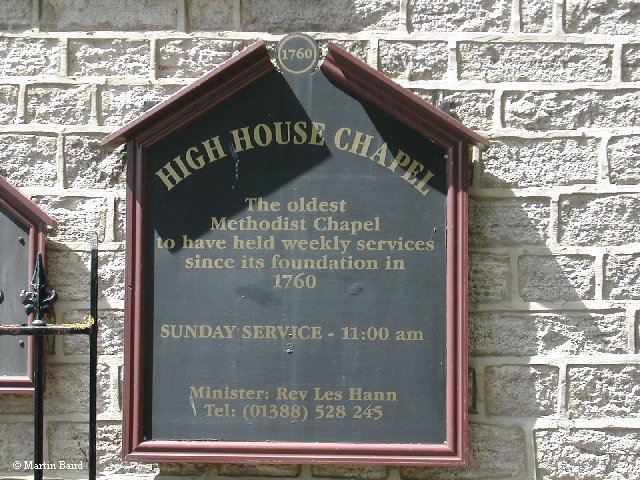 1760
HIGH HOUSE CHAPEL
The oldest
Methodist Chapel
to have held weekly services
since its foundation in
1760
SUNDAY SERVICE - 11:00 am
Minister: Rev Les Hann
Tel: (01388) 528 245
© Martin Baird